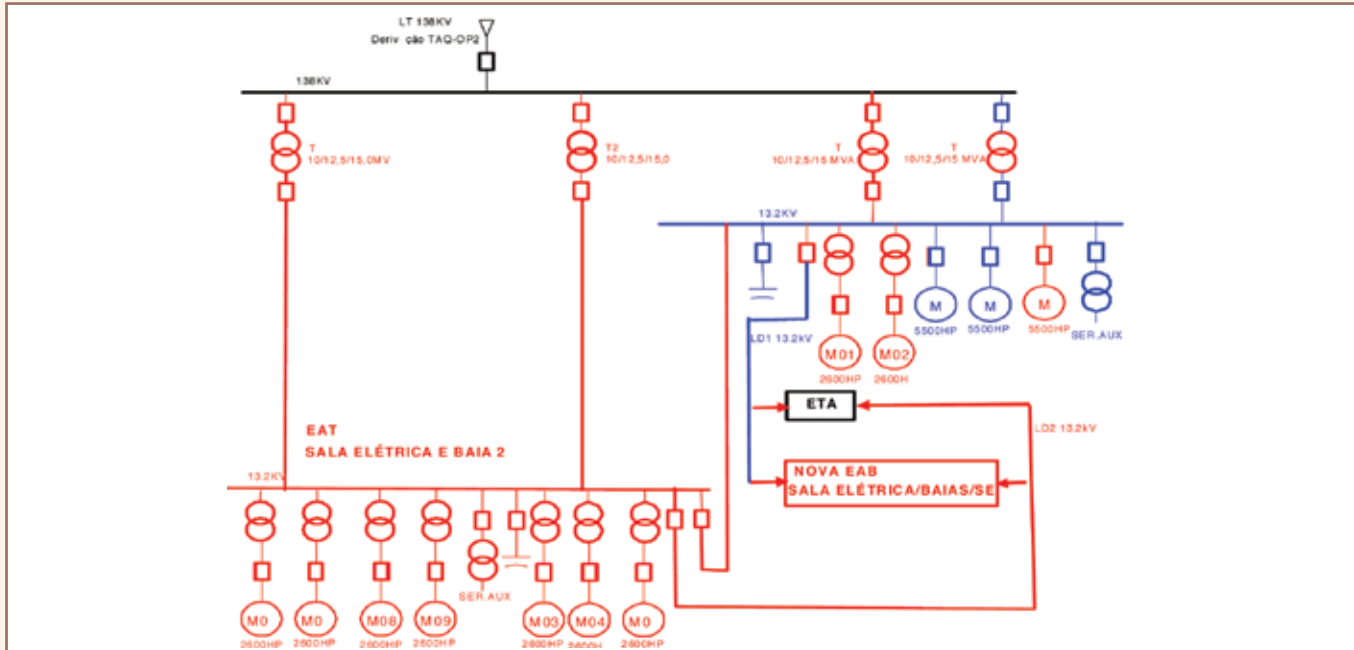 LT 138KV
Deriv ção TAQ-OP2
138KV
T
10/12,5/15,0MV
T2
10/12,5/15,0
T
10/12,5/15 MVA
T
10/12,5/15 MVA
13.2KV
M
5500HP
M
5500HP
M
5500HP
SER.AUX
LD1 13.2kV
M01
2600HP
M02
2600H
ETA
LD2 13.2kV
EAT
SALA ELÉTRICA E BAIA 2
NOVA EAB
SALA ELÉTRICA/BAIAS/SE
13.2KV
SER.AUX
M0
2600HP
M0
2600HP
M08
2600HP
M09
2600HP
M03
2600HP
M04
2600H
M0
2600HP